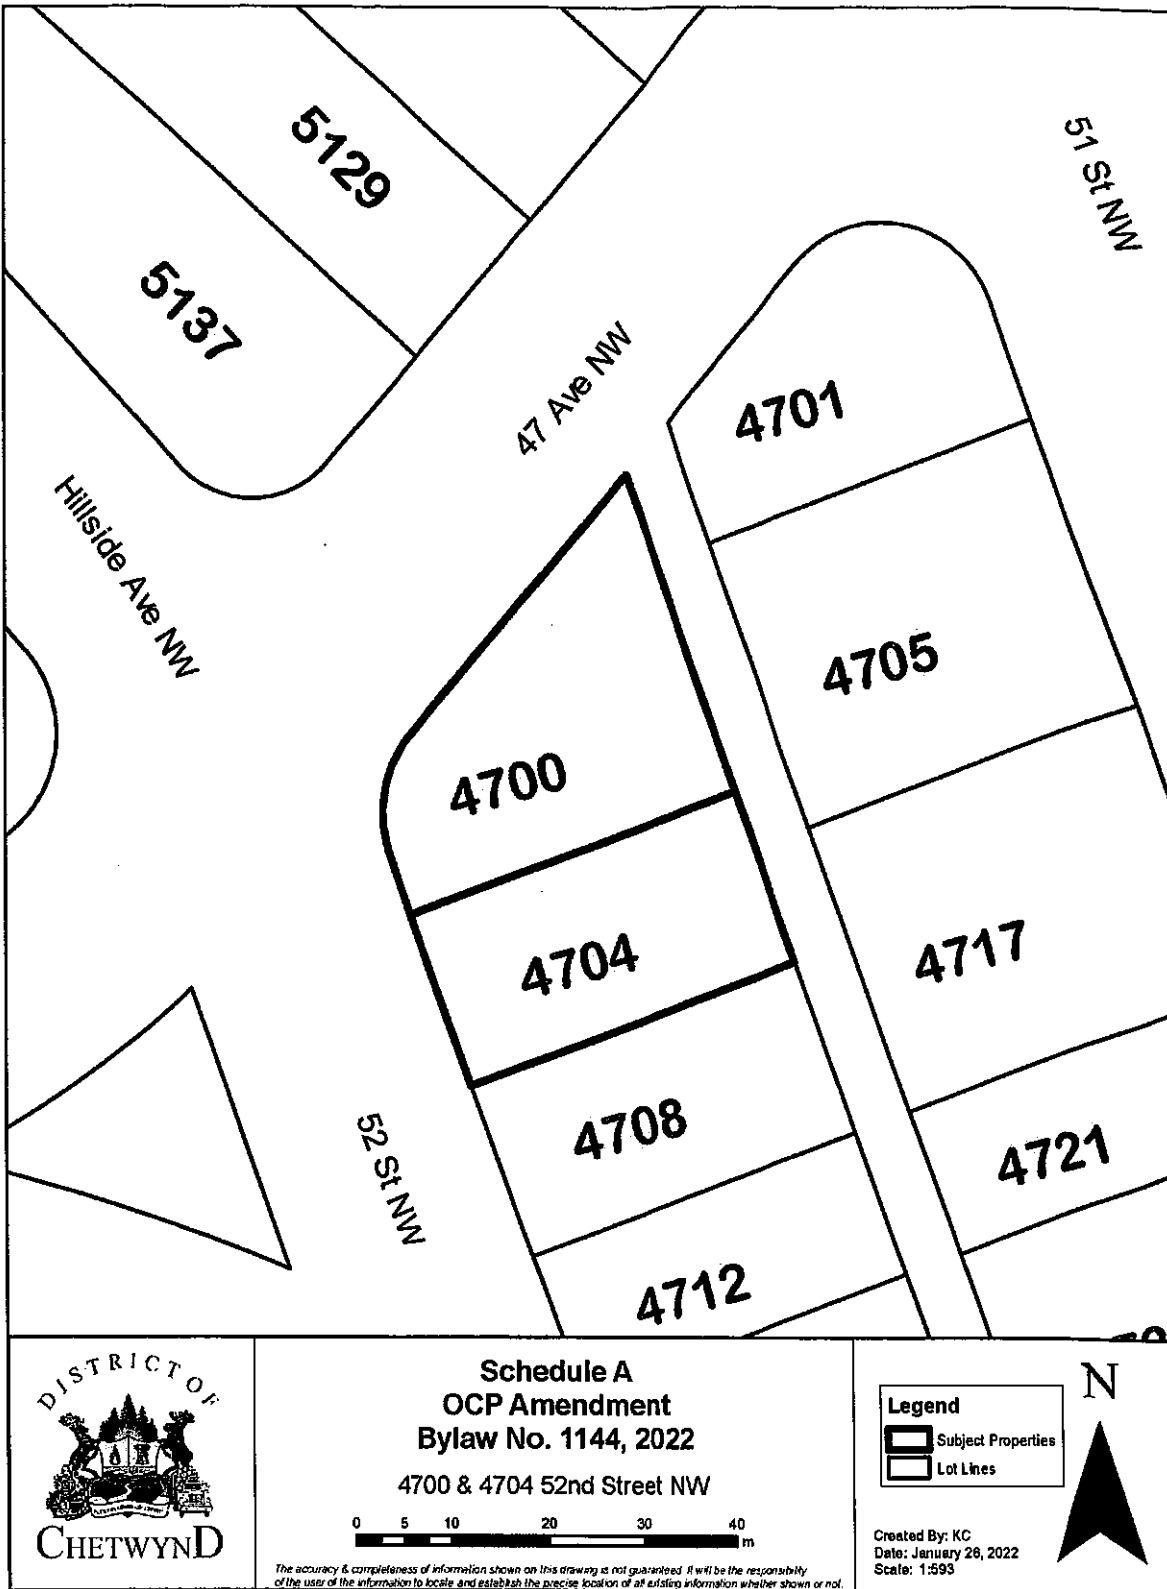 5129
51 St NW
5137
47 Ave NW
4701
Hillside Ave NW
4705
4700
4717
4704
4708
4721
52 St NW
4712
DISTRICT OF
CHETWYND
Schedule A
OCP Amendment
Bylaw No. 1144, 2022
4700 & 4704 52nd Street NW
0 5 10 20 30 40
m
The accuracy & completeness of information shown on this drawing is not guaranteed. It will be the responsibility
of the user of the information to locate and establish the precise location of all existing information whether shown or not.
Legend
Subject Properties
Lot Lines
N
Created By: KC
Date: January 26, 2022
Scale: 1:593